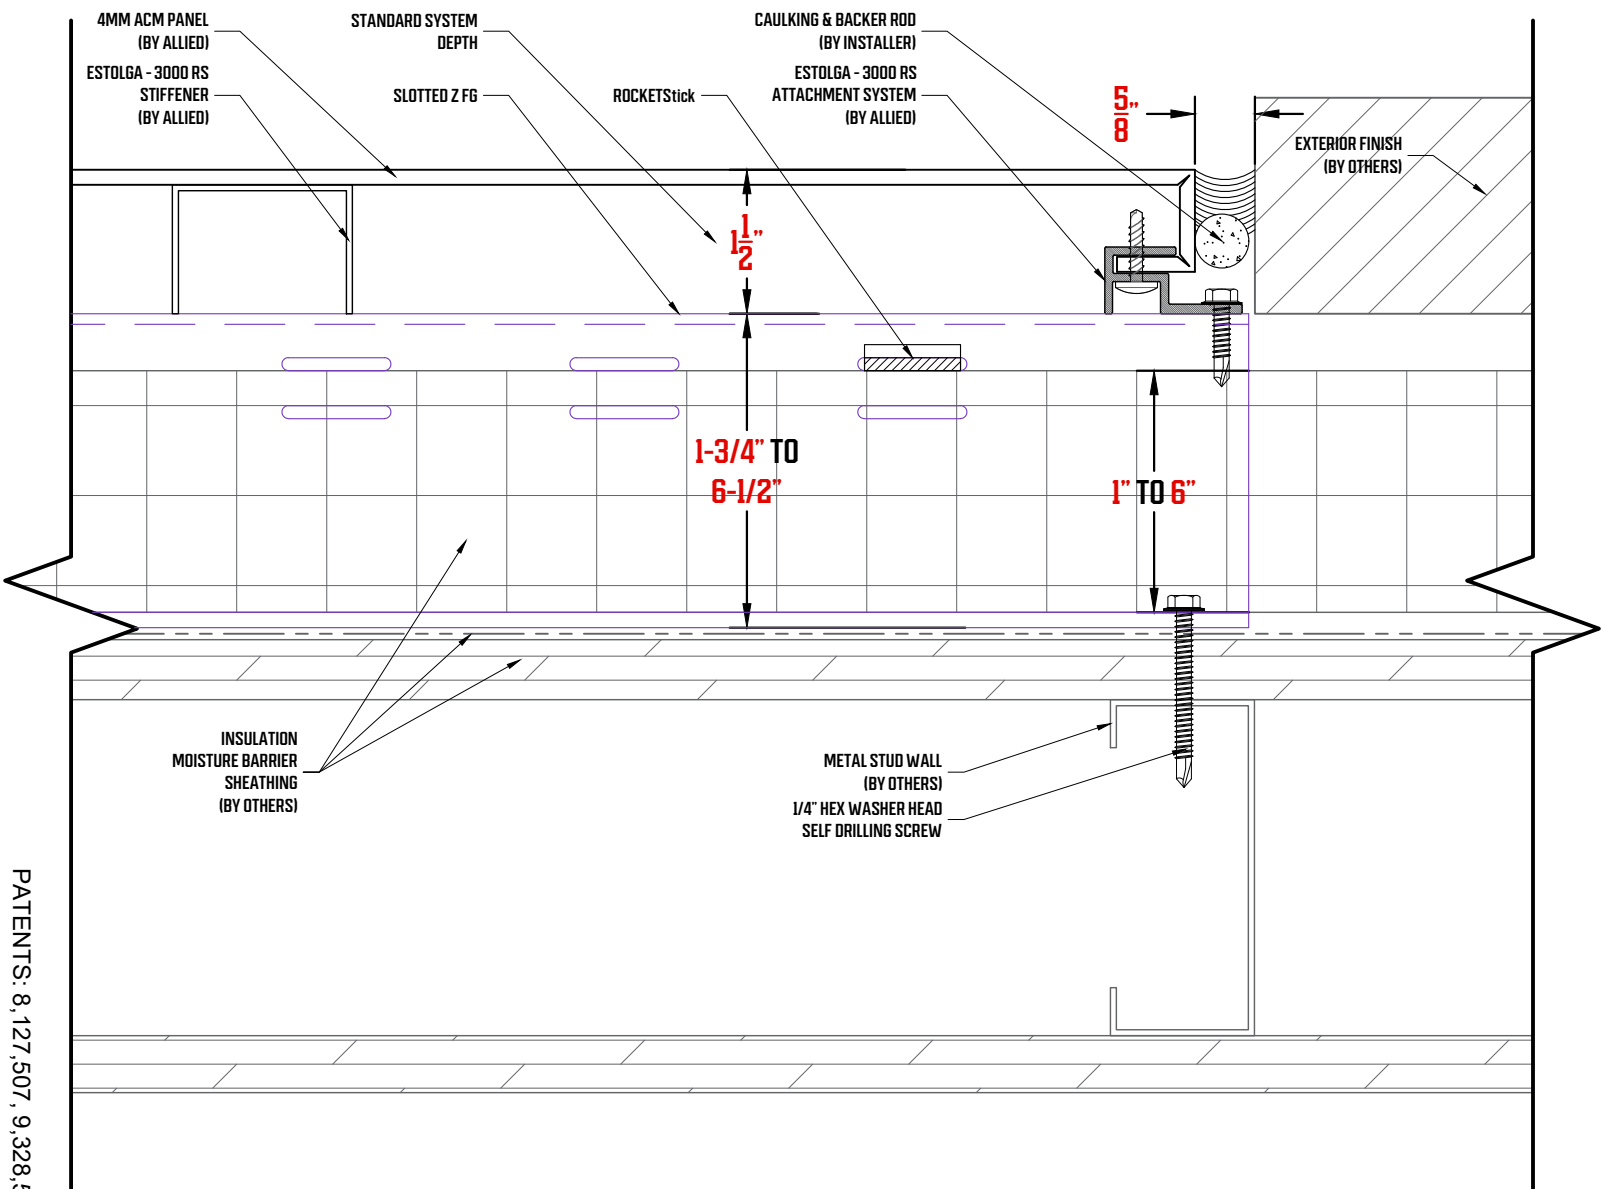 4MM ACM PANEL
(BY ALLIED)
ESTOLGA - 3000 RS
STIFFENER
(BY ALLIED)
STANDARD SYSTEM
DEPTH
SLOTTED Z FG
ROCKETStick
CAULKING & BACKER ROD
(BY INSTALLER)
ESTOLGA - 3000 RS
ATTACHMENT SYSTEM
(BY ALLIED)
5/8"
EXTERIOR FINISH
(BY OTHERS)
1 1/2"
1-3/4" TO
6-1/2"
1" TO 6"
INSULATION
MOISTURE BARRIER
SHEATHING
(BY OTHERS)
METAL STUD WALL
(BY OTHERS)
1/4" HEX WASHER HEAD
SELF DRILLING SCREW
PATENTS: 8,127,507, 9,328,